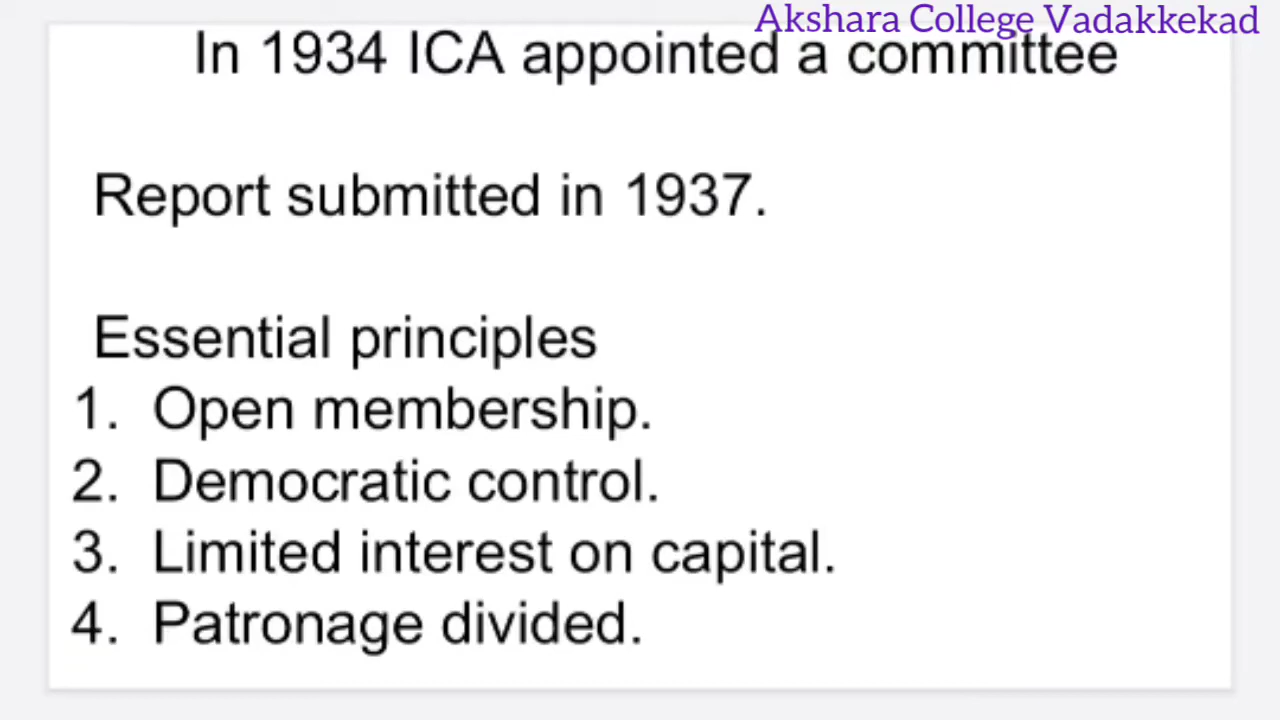 Akshara College Vadakkekad
In 1934 ICA appointed a committee
Report submitted in 1937.
Essential principles
1. Open membership.
2. Democratic control.
3. Limited interest on capital.
4. Patronage divided.